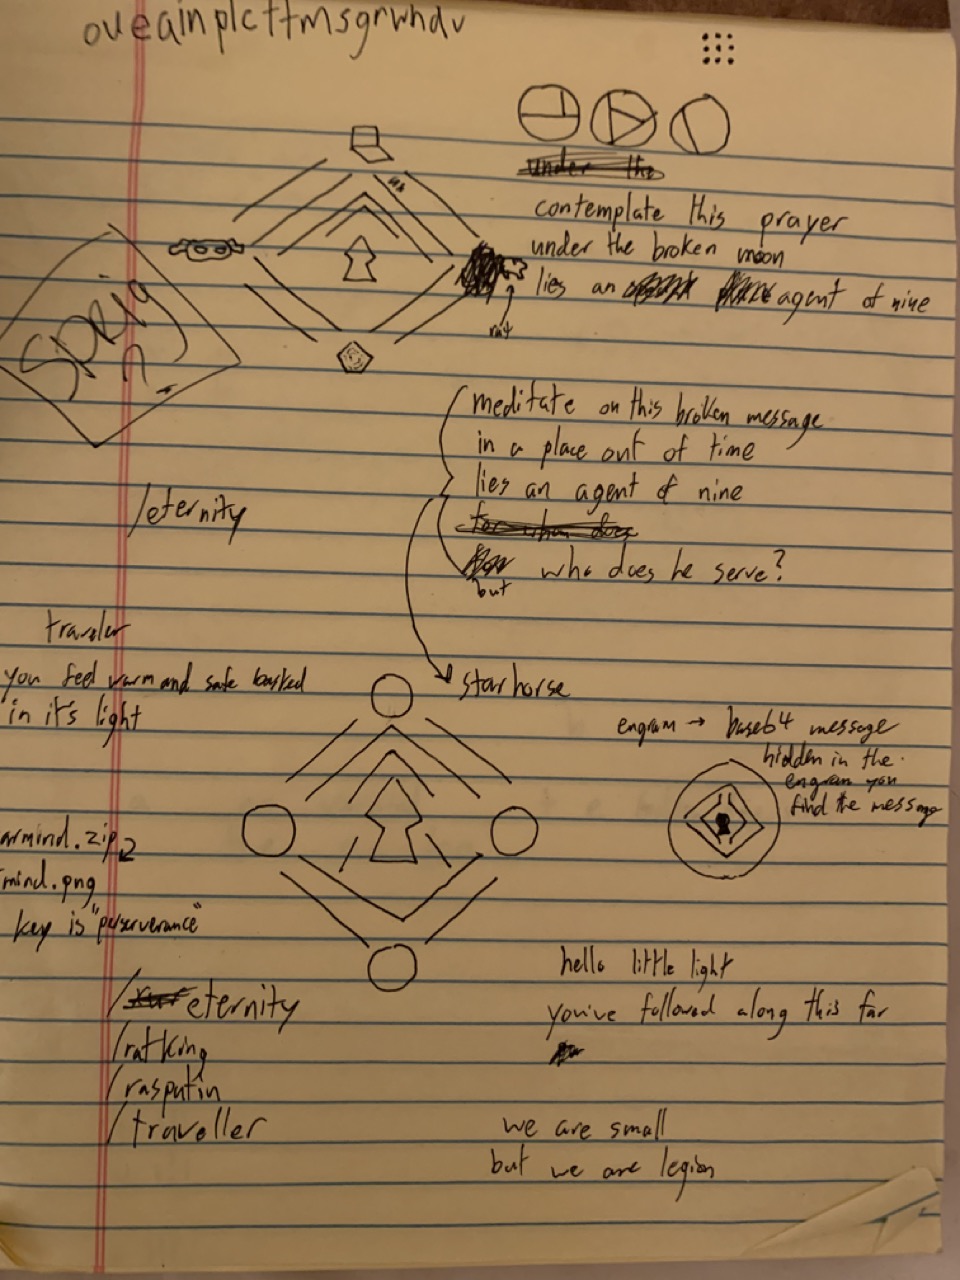 oveainplcttmsgrwhdv
under the
contemplate this prayer
under the broken moon
lies an agent of nine
meditate on this broken message
in a place out of time
lies an agent of nine
for whom does
but who does he serve?
/eternity
traveler
you feel warm and safe basked
in it's light
starhorse
engram → base64 message
hidden in the
engram you
find the message
armind.zip
mind.png
key is "perserverance"
/eternity
/ratking
/rasputin
/traveller
hello little light
you've followed along this far
we are small
but we are legion